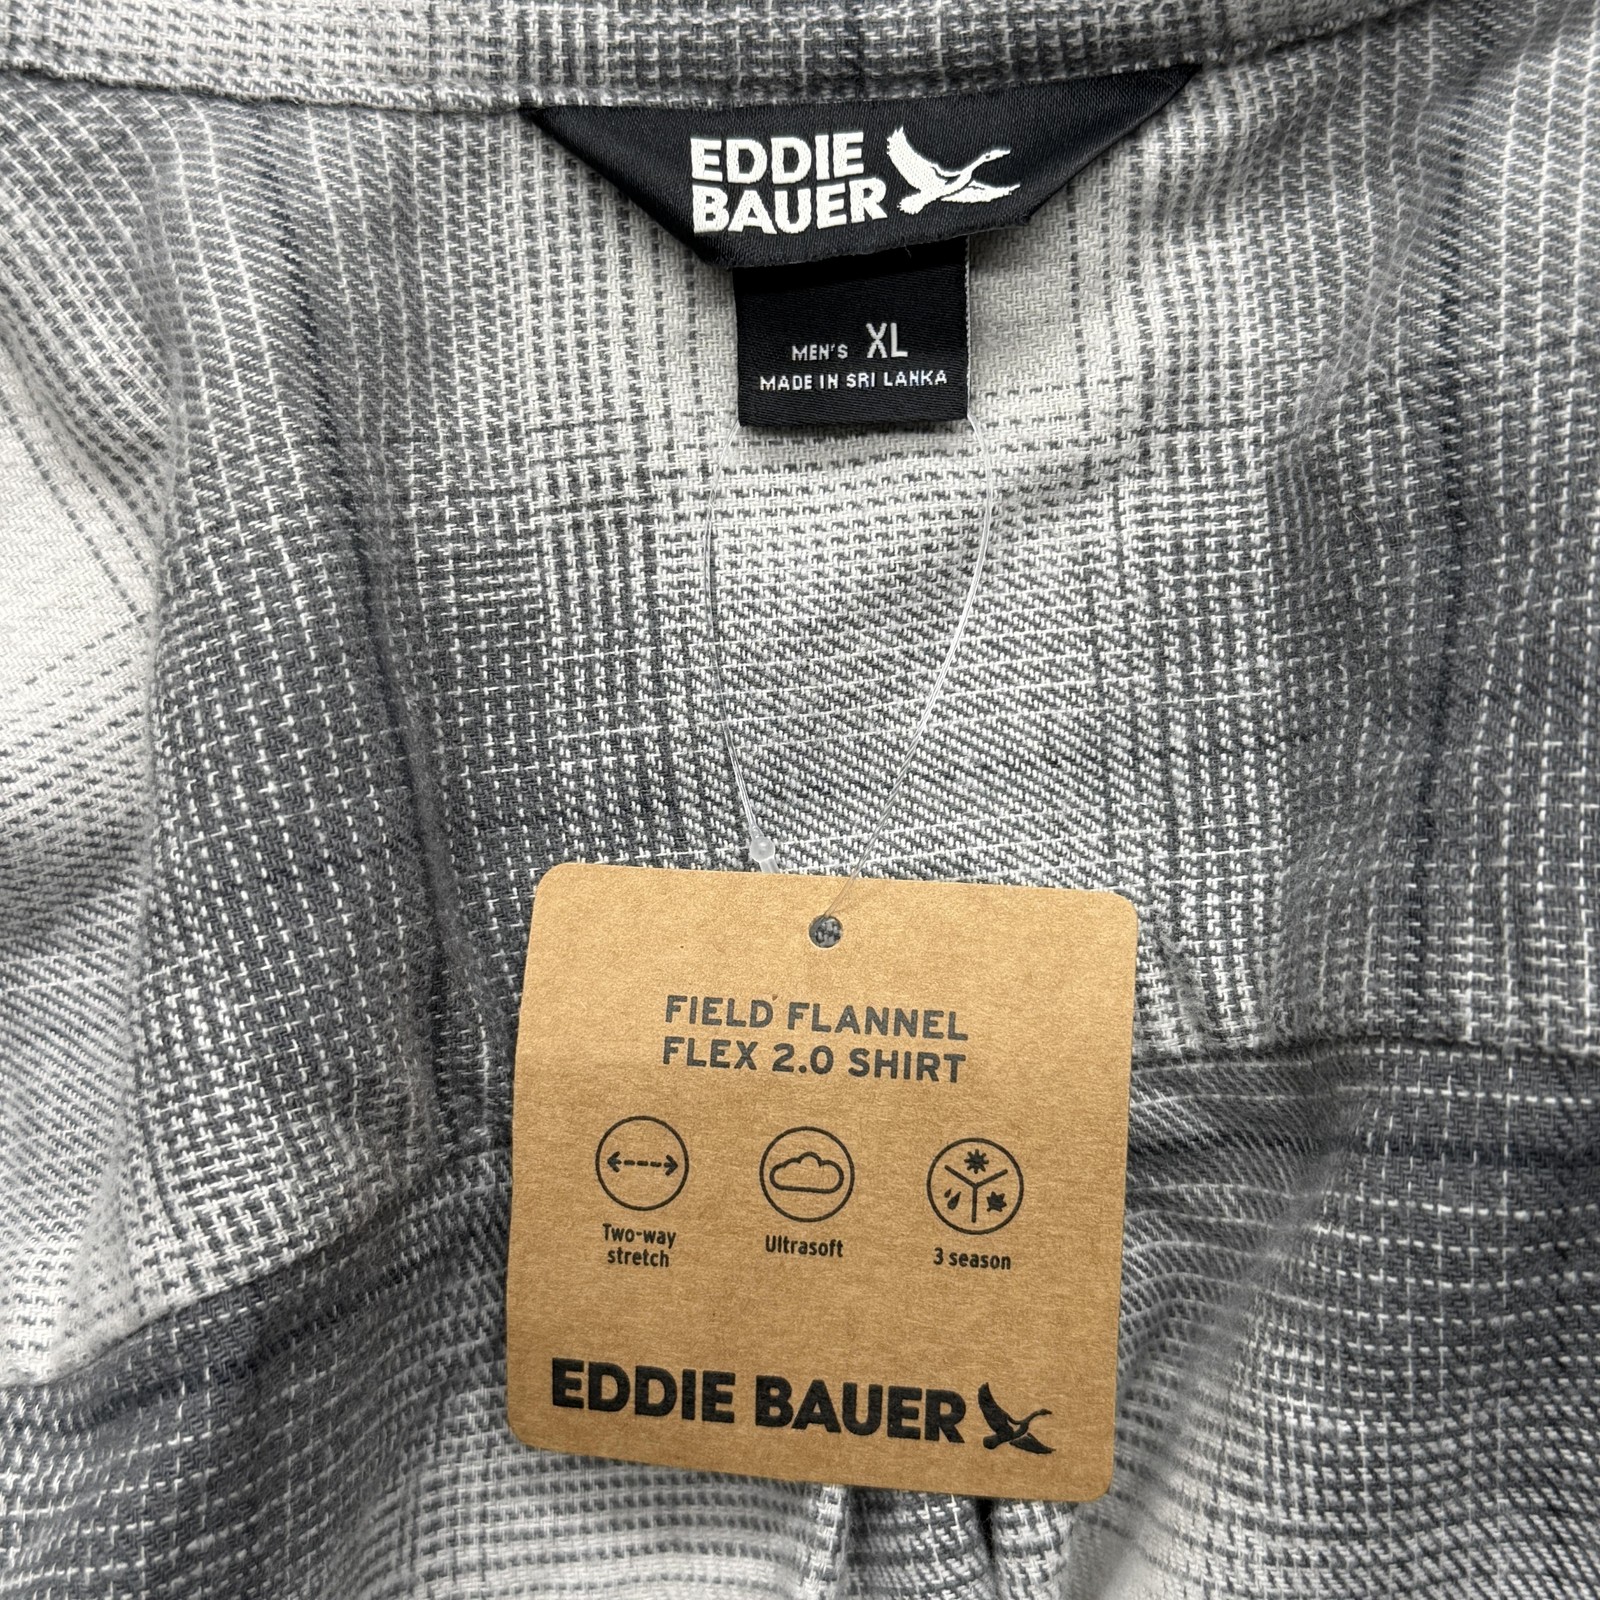 EDDIE
BAUER
MEN'S XL
MADE IN SRI LANKA
FIELD FLANNEL
FLEX 2.0 SHIRT
Two-way
stretch
Ultrasoft
3 season
EDDIE BAUER